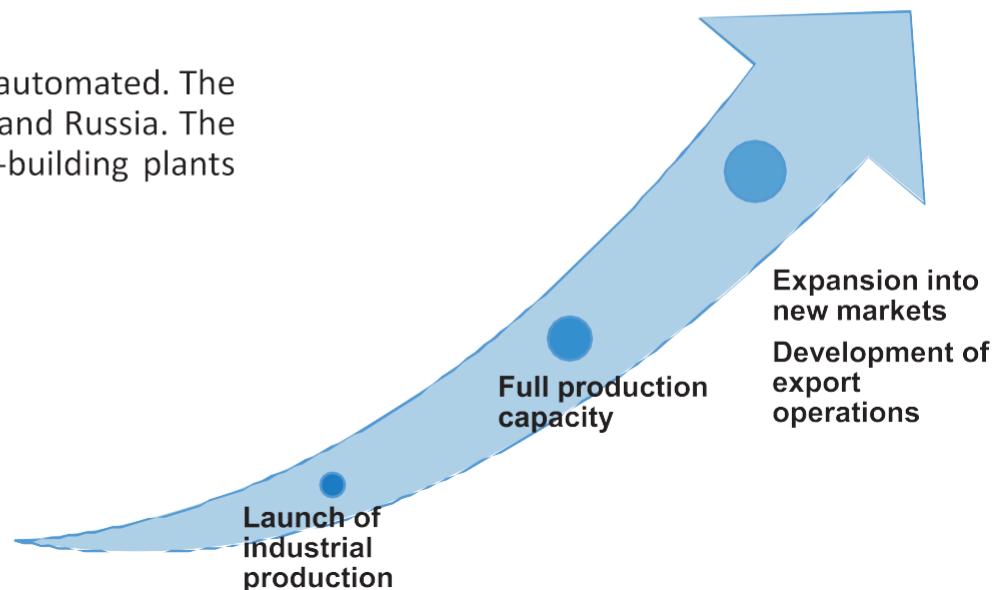 automated. The
and Russia. The
-building plants
Expansion into
new markets
Development of
export
operations
Full production
capacity
Launch of
industrial
production